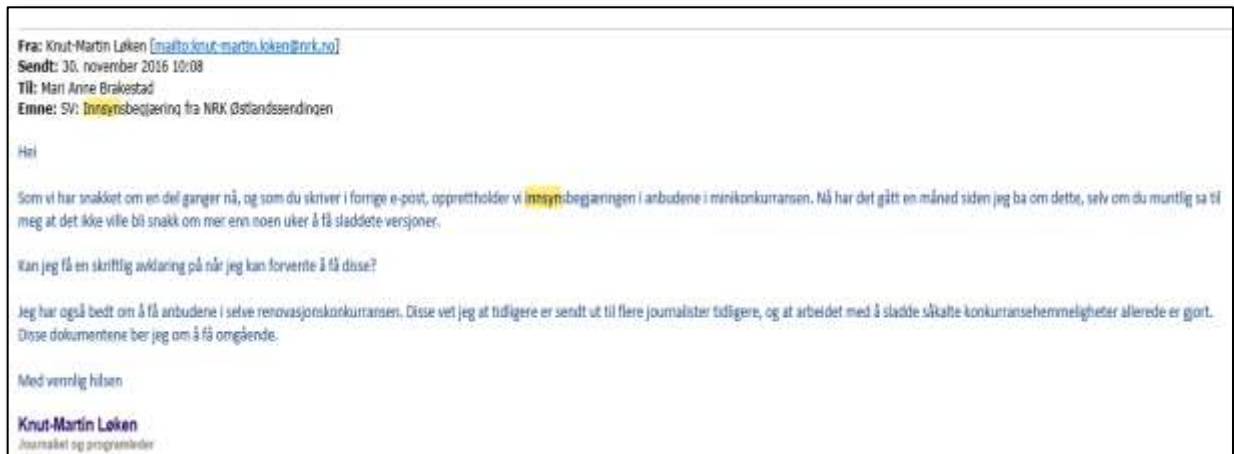 Fra: Knut-Martin Løken [mailto:knut-martin.loken@nrk.no]
Sendt: 30. november 2016 10:08
Til: Mari Anne Brakestad
Emne: SV: Innsynsbegjæring fra NRK Østlandssendingen
Hei
Som vi har snakket om en del ganger nå, og som du skriver i forrige e-post, opprettholder vi innsynsbegjæringen i anbudene i minikonkurransen. Nå har det gått en måned siden jeg ba om dette, selv om du muntlig sa til
meg at det ikke ville bli snakk om mer enn noen uker å få sladdete versjoner.
Kan jeg få en skriftlig avklaring på når jeg kan forvente å få disse?
Jeg har også bedt om å få anbudene i selve renovasjonskonkurransen. Disse vet jeg at tidligere er sendt ut til flere journalister tidligere, og at arbeidet med å sladde såkalte konkurransehemmeligheter allerede er gjort.
Disse dokumentene ber jeg om å få omgående.
Med vennlig hilsen
Knut-Martin Løken
Journalist og programleder